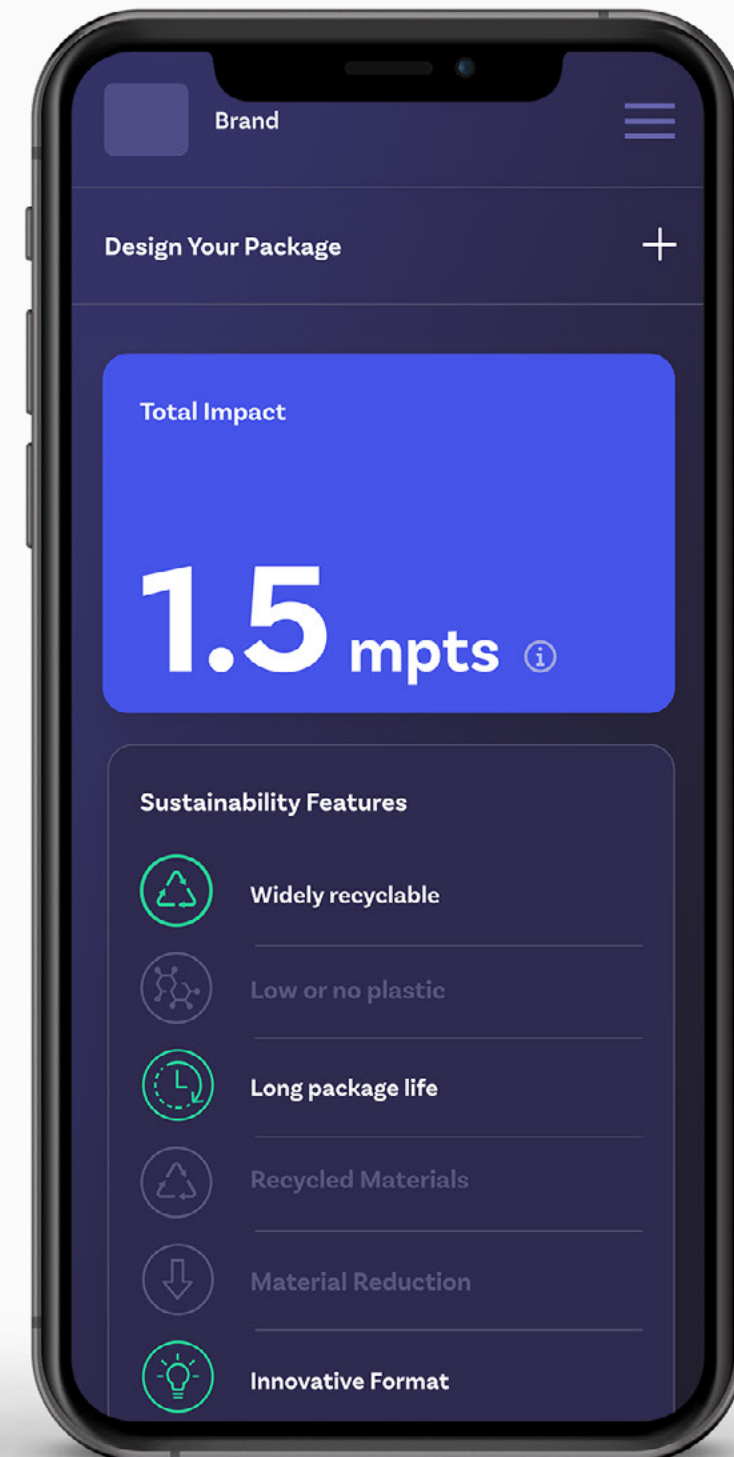 Brand
Design Your Package
Total Impact
1.5 mpts
Sustainability Features
Widely recyclable
Low or no plastic
Long package life
Recycled Materials
Material Reduction
Innovative Format